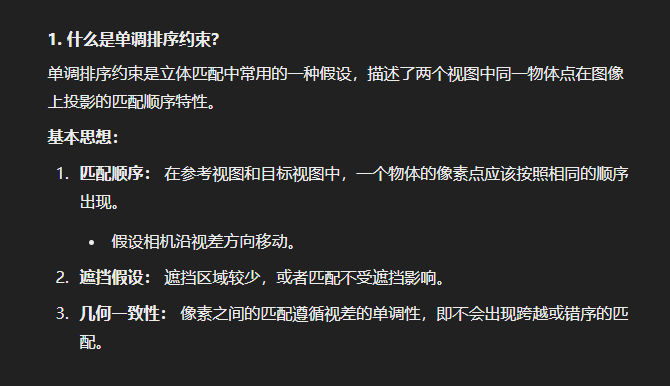 1. 什么是单调排序约束？
单调排序约束是立体匹配中常用的一种假设，描述了两个视图中同一物体点在图像
上投影的匹配顺序特性。
基本思想：
1. 匹配顺序： 在参考视图和目标视图中，一个物体的像素点应该按照相同的顺序
出现。
• 假设相机沿视差方向移动。
2. 遮挡假设： 遮挡区域较少，或者匹配不受遮挡影响。
3. 几何一致性： 像素之间的匹配遵循视差的单调性，即不会出现跨越或错序的匹
配。